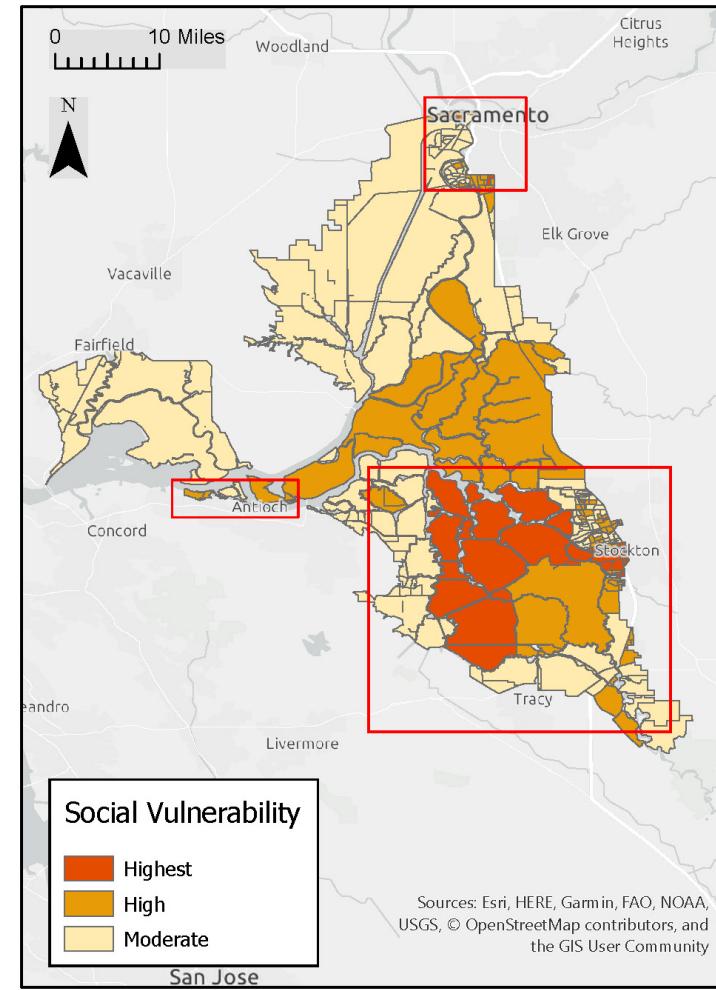 Citrus
Heights
0 10 Miles
Woodland
N
Sacramento
Elk Grove
Vacaville
Fairfield
Antioch
Concord
Stockton
Tracy
eandro
Livermore
Social Vulnerability
Highest
High
Moderate
Sources: Esri, HERE, Garmin, FAO, NOAA,
USGS, © OpenStreetMap contributors, and
the GIS User Community
San Jose